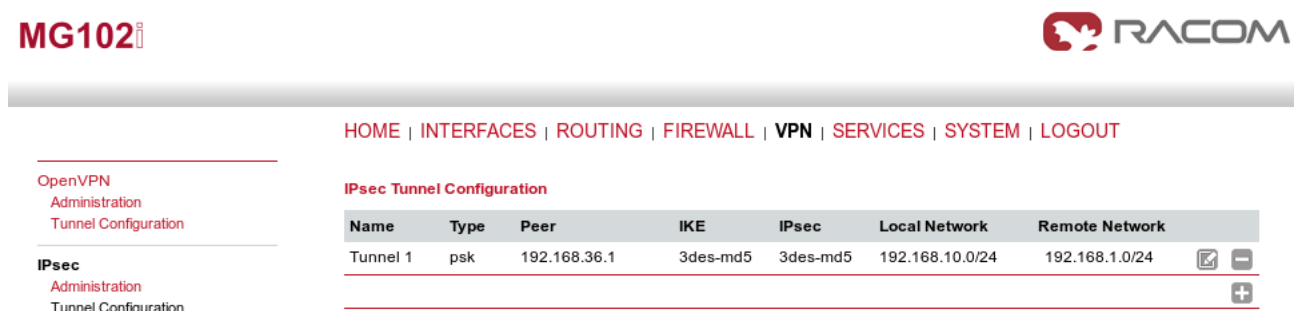 MG102i
RACOM
HOME | INTERFACES | ROUTING | FIREWALL | VPN | SERVICES | SYSTEM | LOGOUT
OpenVPN
Administration
Tunnel Configuration
IPsec
Administration
Tunnel Configuration
IPsec Tunnel Configuration
Name Type Peer IKE IPsec Local Network Remote Network
Tunnel 1 psk 192.168.36.1 3des-md5 3des-md5 192.168.10.0/24 192.168.1.0/24